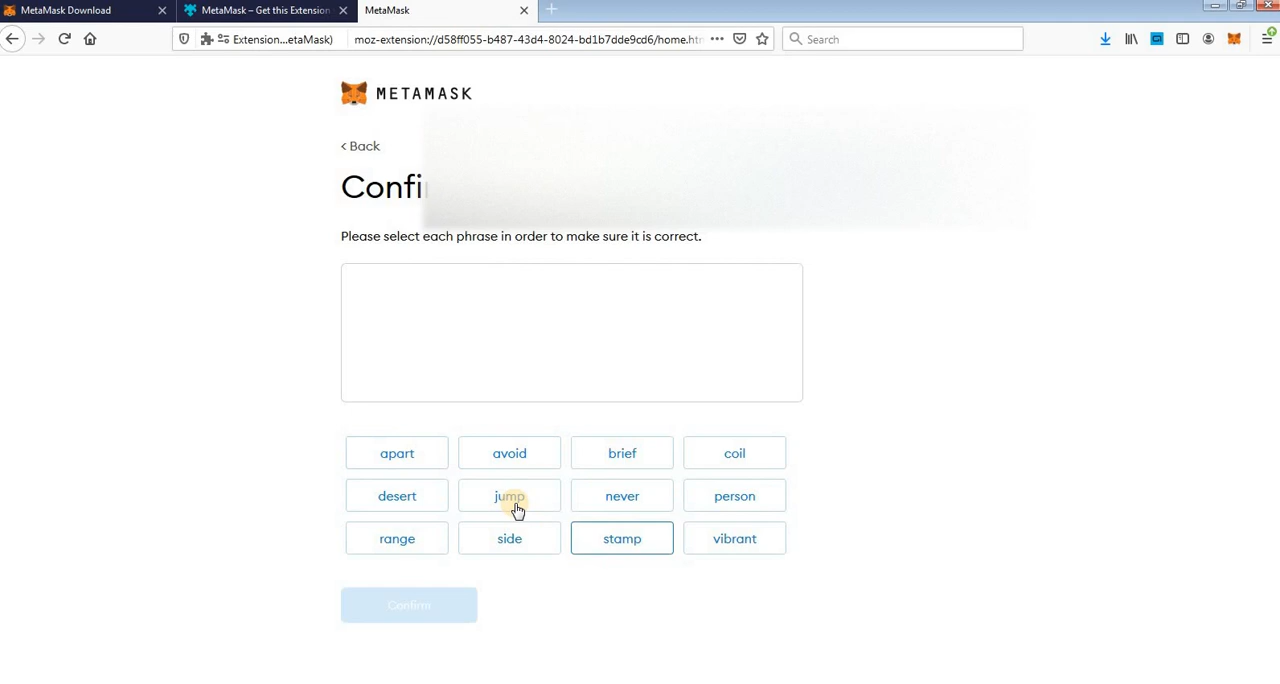 MetaMask Download
MetaMask – Get this Extension
MetaMask
Extension...etaMask)
moz-extension://d58ff055-b487-43d4-8024-bd1b7dde9cd6/home.htm
Search
METAMASK
< Back
Confi
Please select each phrase in order to make sure it is correct.
apart avoid brief coil
desert jump never person
range side stamp vibrant
Confirm